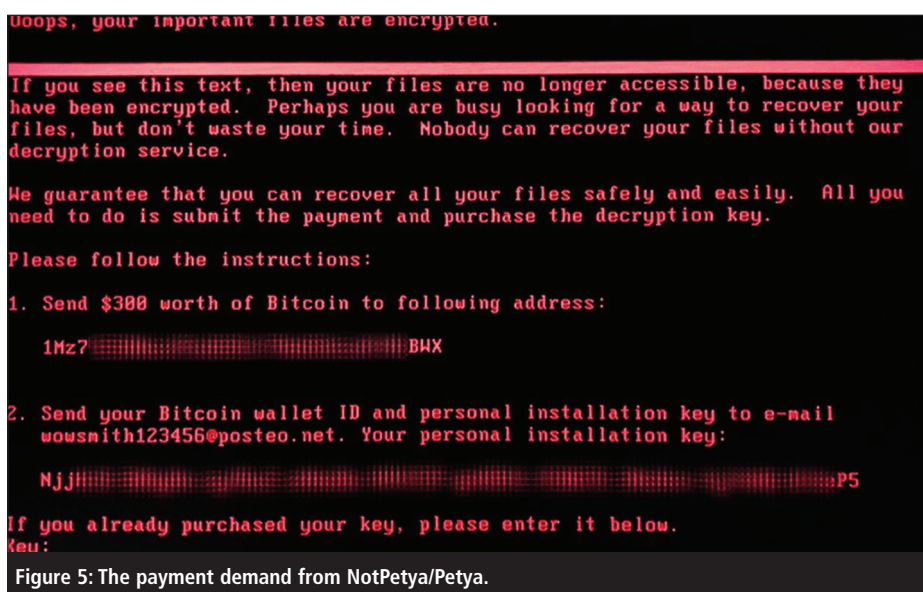 Ooops, your important files are encrypted.
If you see this text, then your files are no longer accessible, because they
have been encrypted. Perhaps you are busy looking for a way to recover your
files, but don't waste your time. Nobody can recover your files without our
decryption service.
We guarantee that you can recover all your files safely and easily. All you
need to do is submit the payment and purchase the decryption key.
Please follow the instructions:
1. Send $300 worth of Bitcoin to following address:
1Mz7 BWX
2. Send your Bitcoin wallet ID and personal installation key to e-mail
wowsmith123456@posteo.net. Your personal installation key:
Njj P5
If you already purchased your key, please enter it below.
Key:
Figure 5: The payment demand from NotPetya/Petya.